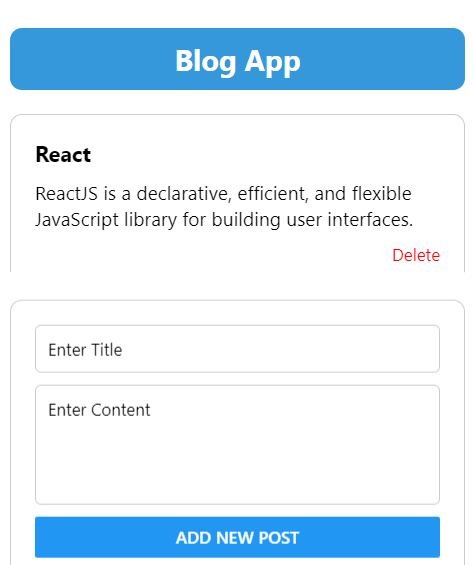 Blog App
React
ReactJS is a declarative, efficient, and flexible
JavaScript library for building user interfaces.
Delete
Enter Title
Enter Content
ADD NEW POST